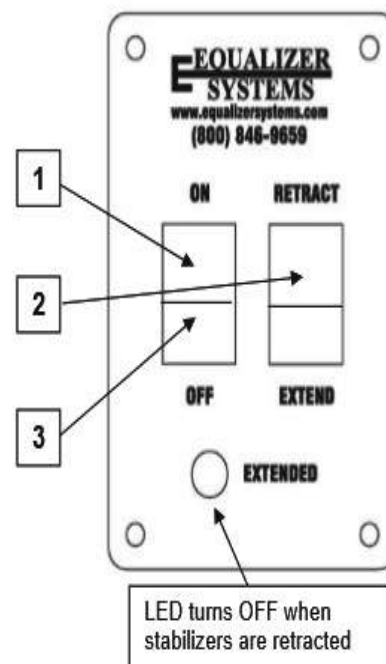 EQUALIZER
SYSTEMS
www.equalizersystems.com
(800) 846-9659
1
ON RETRACT
2
OFF EXTEND
3
EXTENDED
LED turns OFF when
stabilizers are retracted